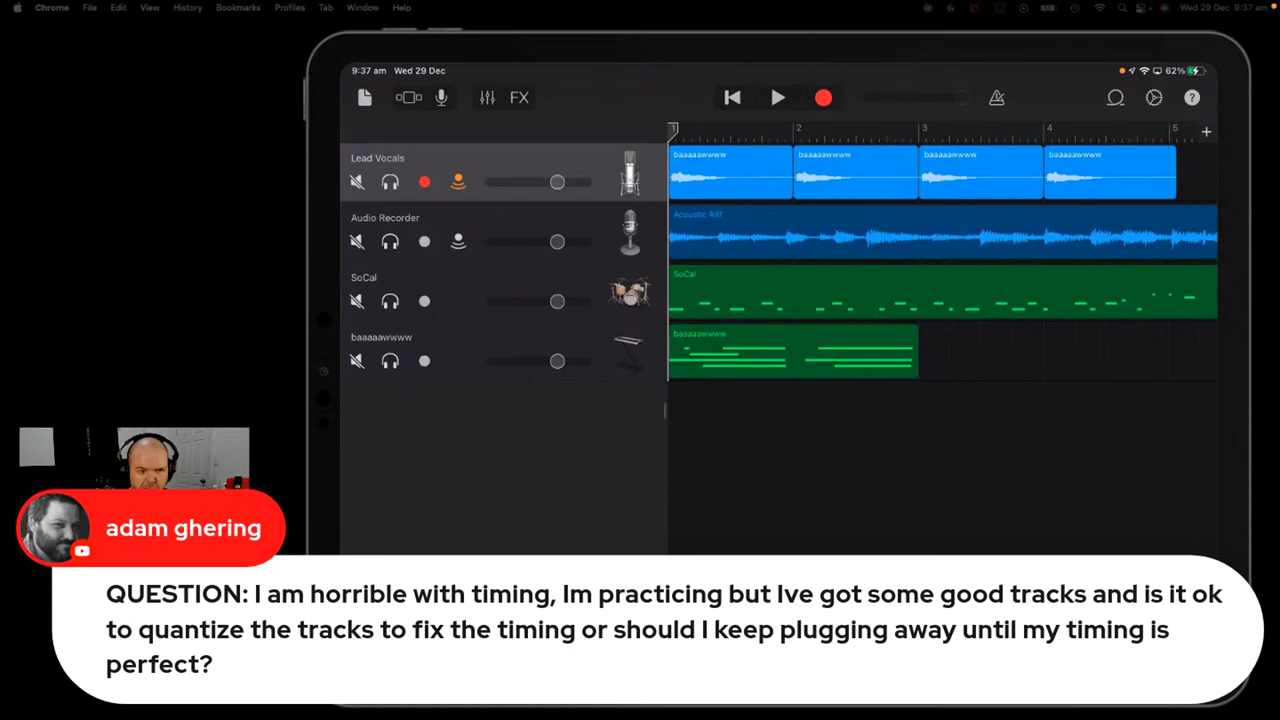 Chrome File Edit View History Bookmarks Profiles Tab Window Help Wed 29 Dec 9:37 am
9:37 am Wed 29 Dec 62%
FX
1 2 3 4 5
Lead Vocals
baaaaawwww baaaaawwww baaaaawwww baaaaawwww
Audio Recorder
Acoustic Riff
SoCal
SoCal
baaaaawwww
baaaaawwww
adam ghering
QUESTION: I am horrible with timing, Im practicing but Ive got some good tracks and is it ok
to quantize the tracks to fix the timing or should I keep plugging away until my timing is
perfect?